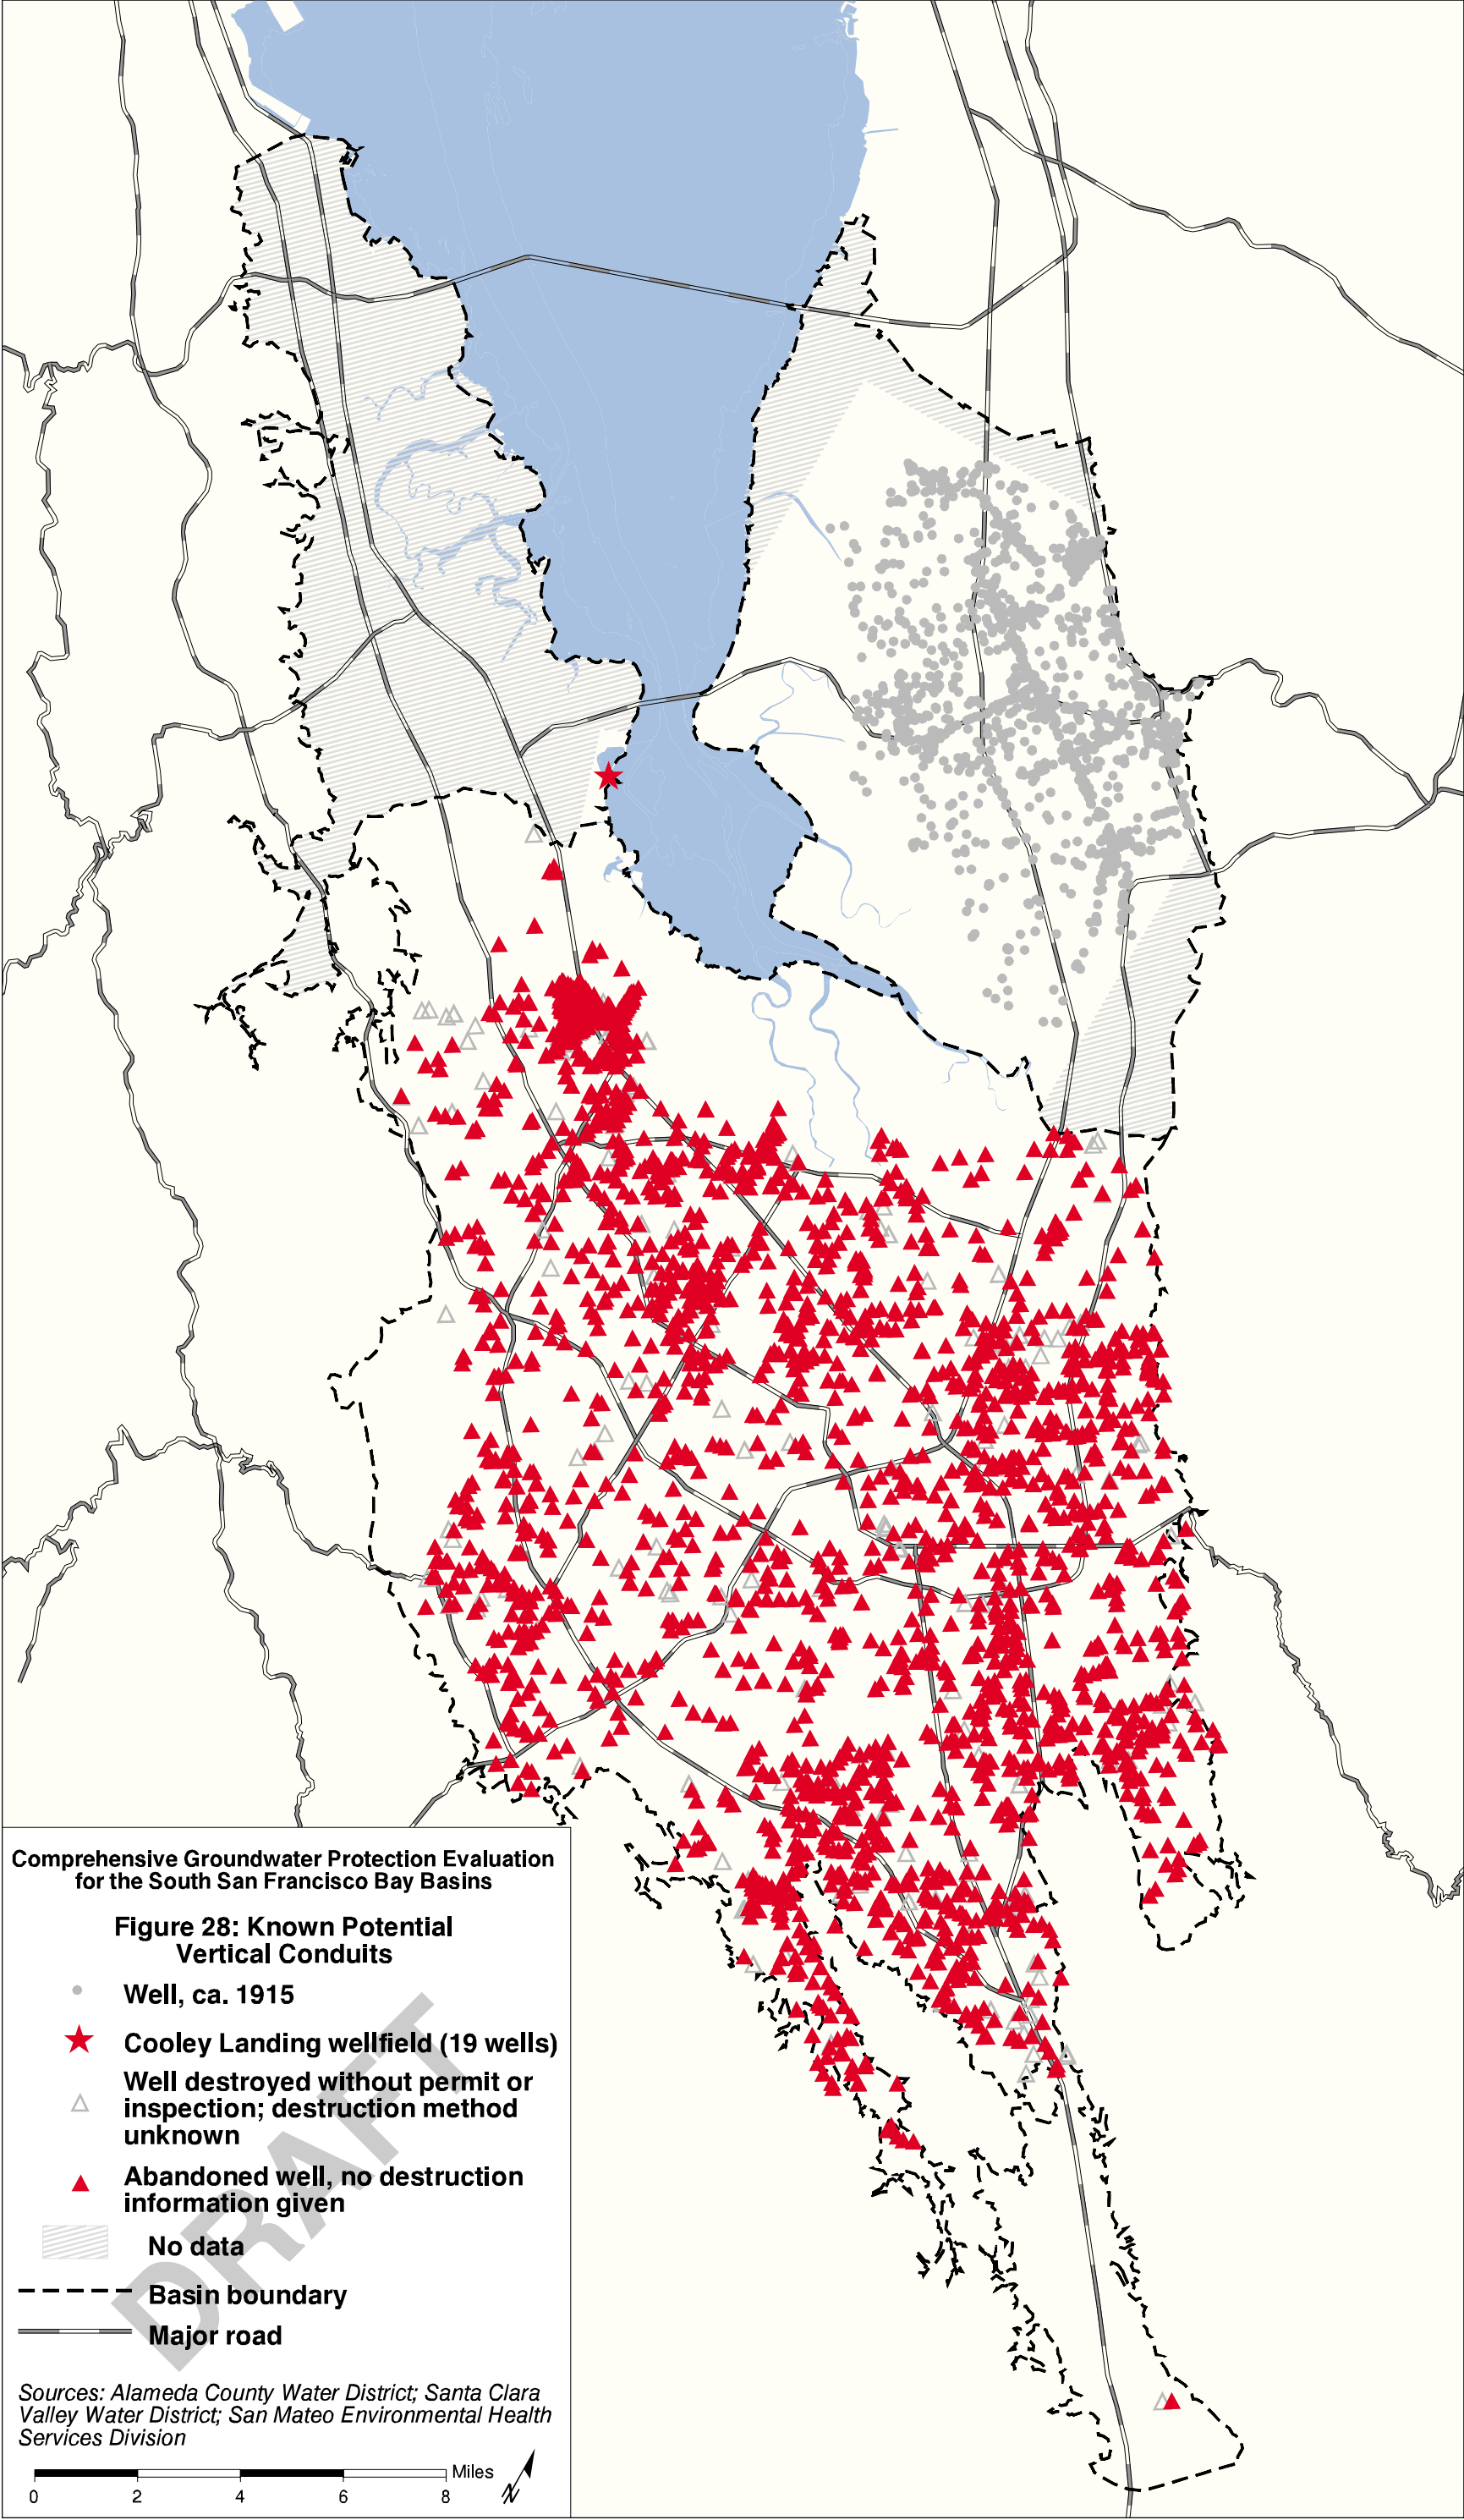 Comprehensive Groundwater Protection Evaluation
for the South San Francisco Bay Basins
Figure 28: Known Potential
Vertical Conduits
Well, ca. 1915
Cooley Landing wellfield (19 wells)
Well destroyed without permit or
inspection; destruction method
unknown
Abandoned well, no destruction
information given
No data
Basin boundary
Major road
DRAFT
Sources: Alameda County Water District; Santa Clara
Valley Water District; San Mateo Environmental Health
Services Division
Miles
0 2 4 6 8
N